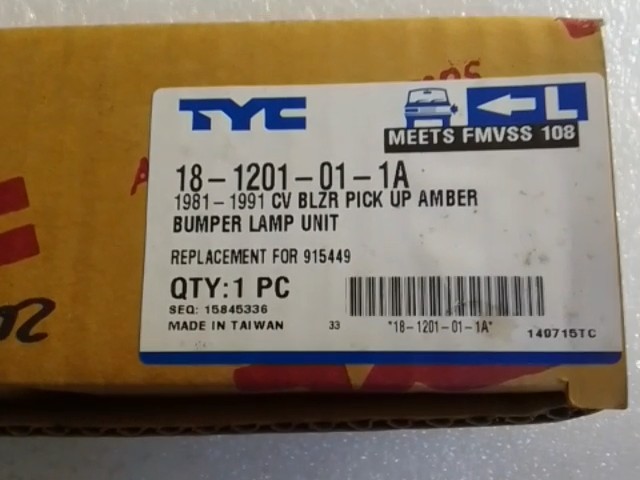 TYC
L
MEETS FMVSS 108
18-1201-01-1A
1981-1991 CV BLZR PICK UP AMBER
BUMPER LAMP UNIT
REPLACEMENT FOR 915449
QTY:1 PC
SEQ: 15845336
MADE IN TAIWAN 33 *18-1201-01-1A* 140715TC